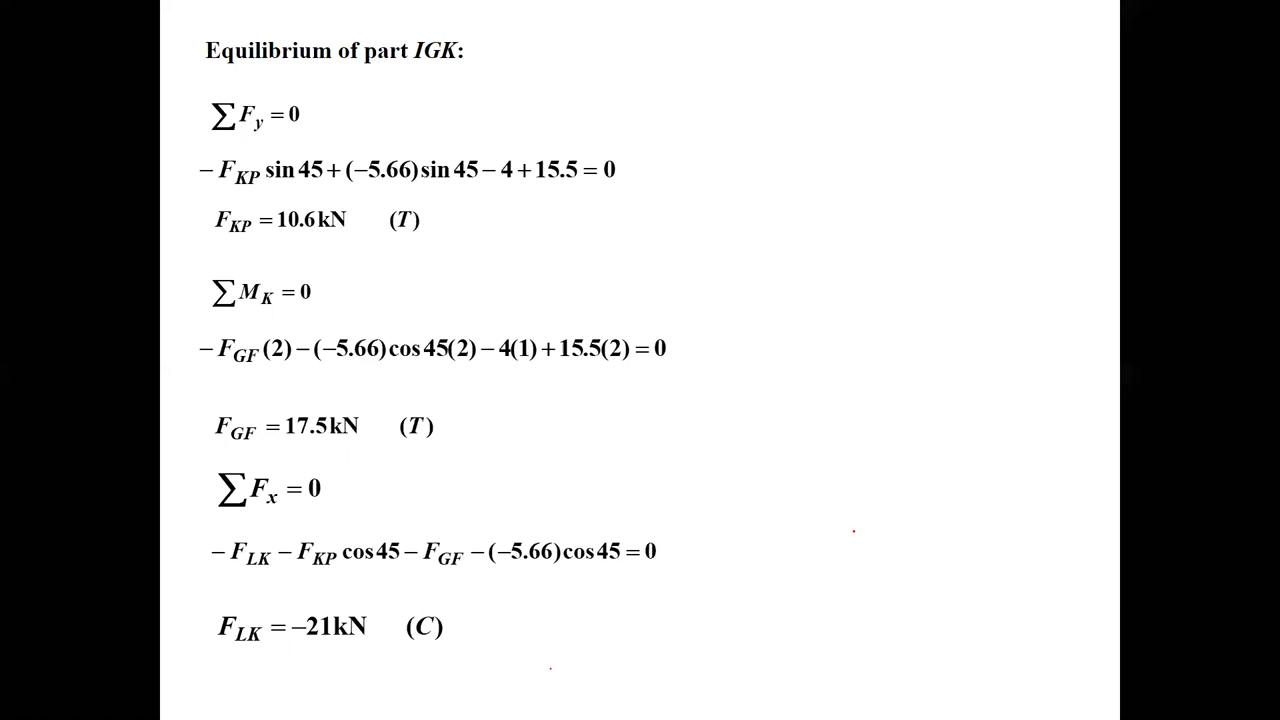 Equilibrium of part IGK:
∑F_y = 0
− F_KP sin 45 + (−5.66) sin 45 − 4 + 15.5 = 0
F_KP = 10.6 kN (T)
∑M_K = 0
− F_GF (2) − (−5.66) cos 45(2) − 4(1) + 15.5(2) = 0
F_GF = 17.5 kN (T)
∑F_x = 0
− F_LK − F_KP cos 45 − F_GF − (−5.66) cos 45 = 0
F_LK = −21 kN (C)